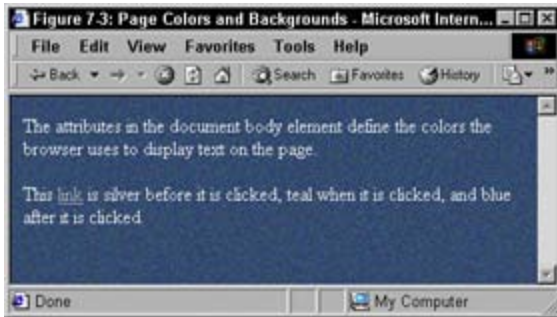 Figure 7-3: Page Colors and Backgrounds - Microsoft Intern...
File Edit View Favorites Tools Help
Back Search Favorites History
The attributes in the document body element define the colors the
browser uses to display text on the page.
This link is silver before it is clicked, teal when it is clicked, and blue
after it is clicked.
Done My Computer